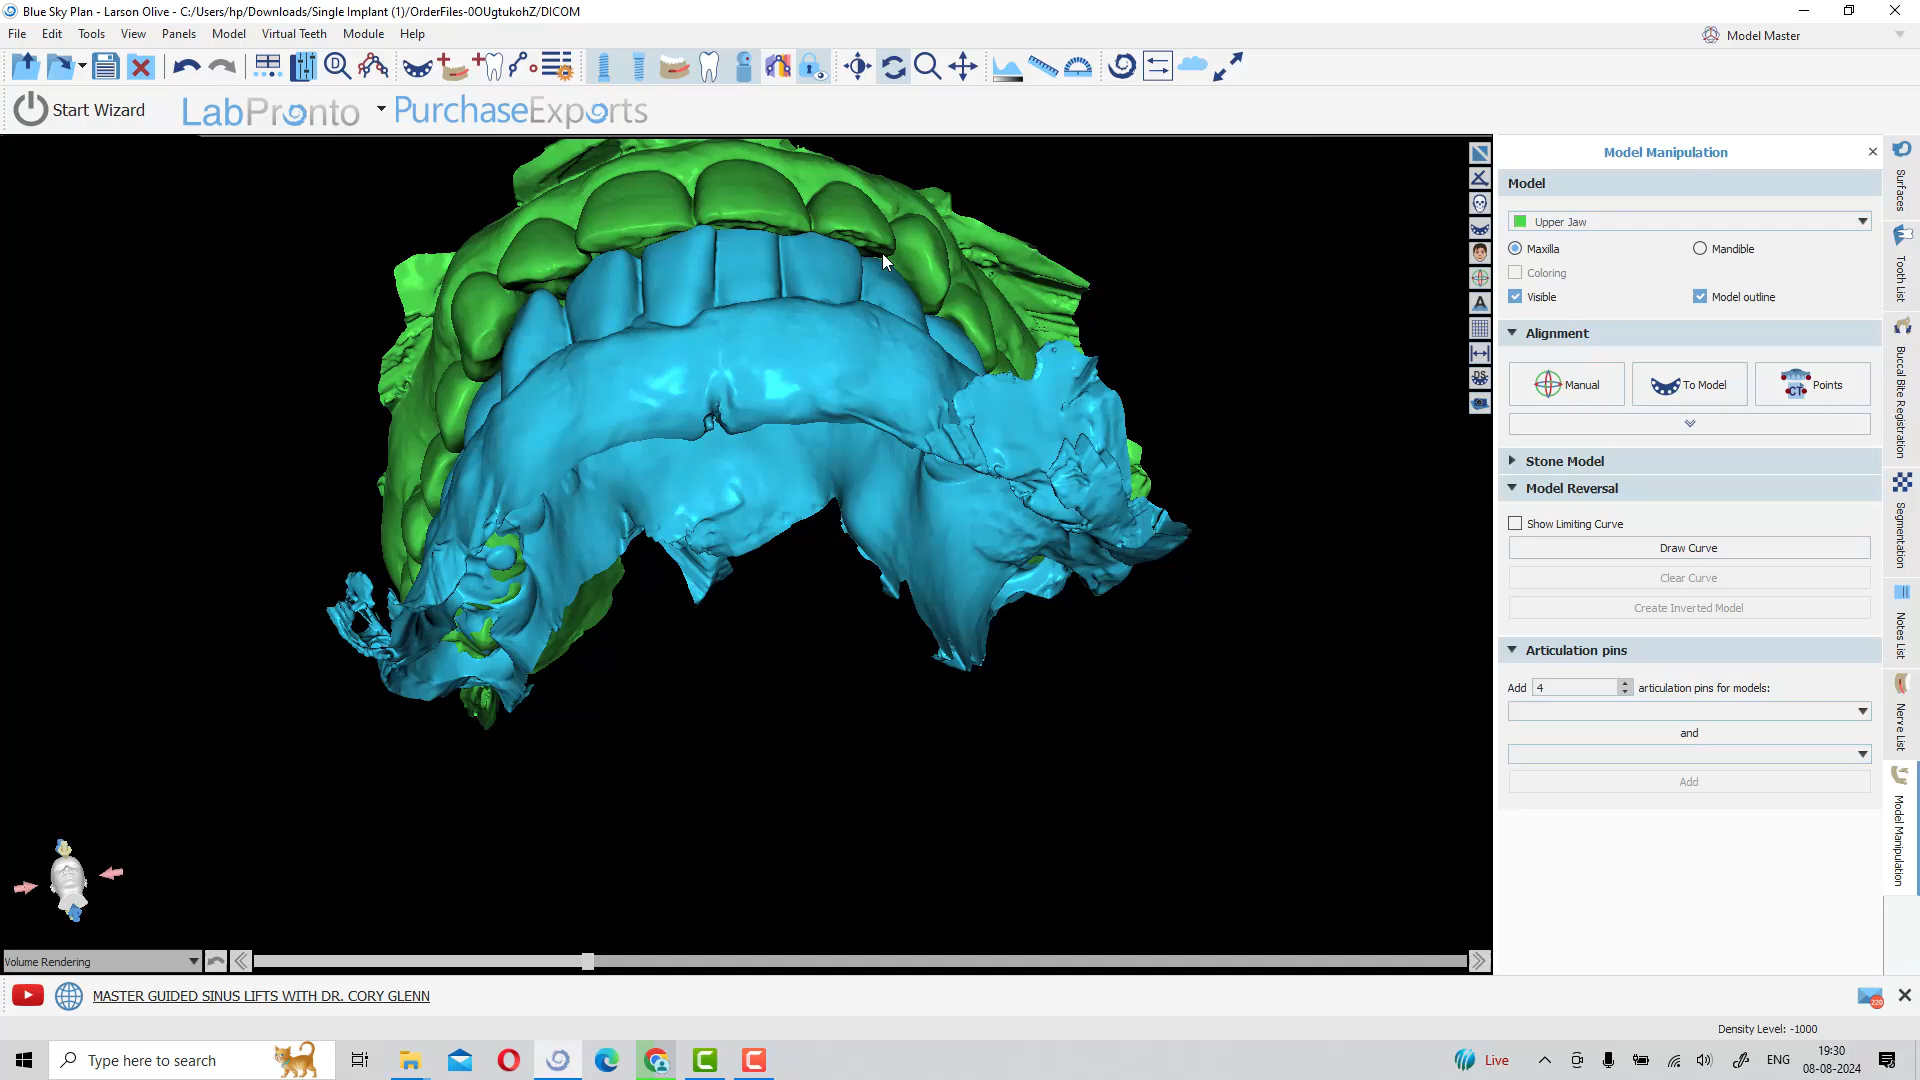 Blue Sky Plan - Larson Olive - C:/Users/hp/Downloads/Single Implant (1)/OrderFiles-0OUgtukohZ/DICOM
File Edit Tools View Panels Model Virtual Teeth Module Help
Model Master
Start Wizard
LabPronto
PurchaseExports
Model Manipulation
Model
Upper Jaw
Maxilla
Mandible
Coloring
Visible
Model outline
Alignment
Manual
To Model
CT
Points
Stone Model
Model Reversal
Show Limiting Curve
Draw Curve
Clear Curve
Create Inverted Model
Articulation pins
Add 4 articulation pins for models:
and
Add
Surfaces
Tooth List
Buccal Bite Registration
Segmentation
Notes List
Nerve List
Model Manipulation
A
DS
Volume Rendering
MASTER GUIDED SINUS LIFTS WITH DR. CORY GLENN
220
Density Level: -1000
Type here to search
Live
ENG
19:30
08-08-2024